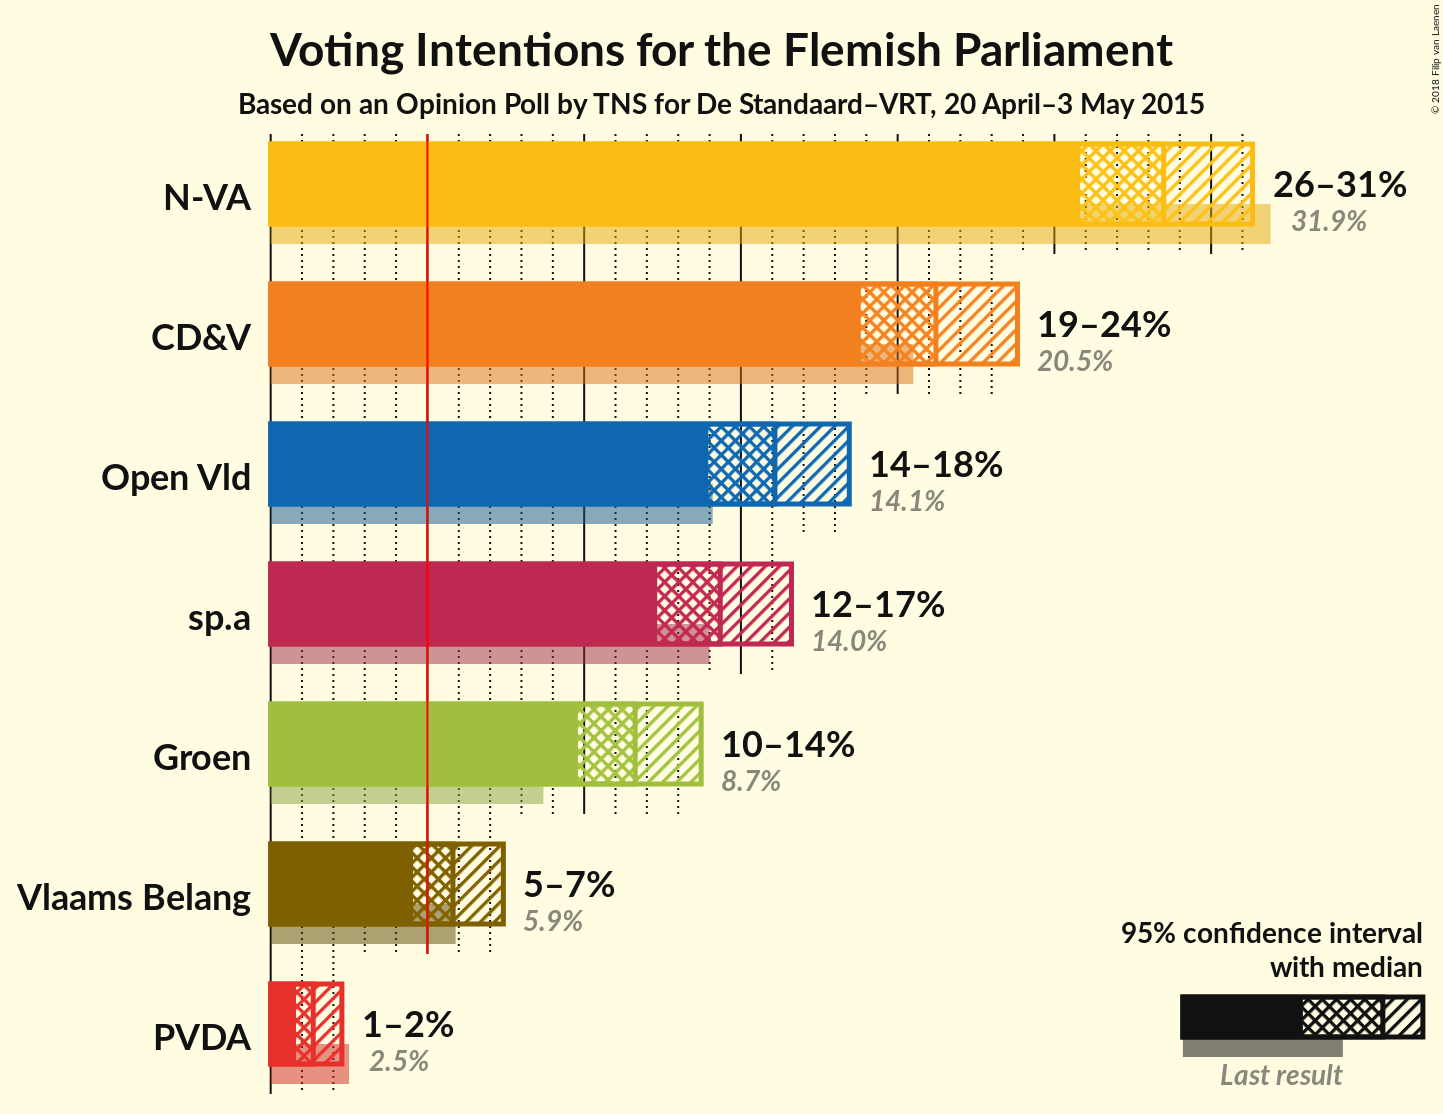 © 2018 Filip van Laenen
Voting Intentions for the Flemish Parliament
Based on an Opinion Poll by TNS for De Standaard–VRT, 20 April–3 May 2015
N-VA
26–31%
31.9%
CD&V
19–24%
20.5%
Open Vld
14–18%
14.1%
sp.a
12–17%
14.0%
Groen
10–14%
8.7%
Vlaams Belang
5–7%
5.9%
PVDA
1–2%
2.5%
95% confidence interval
with median
Last result